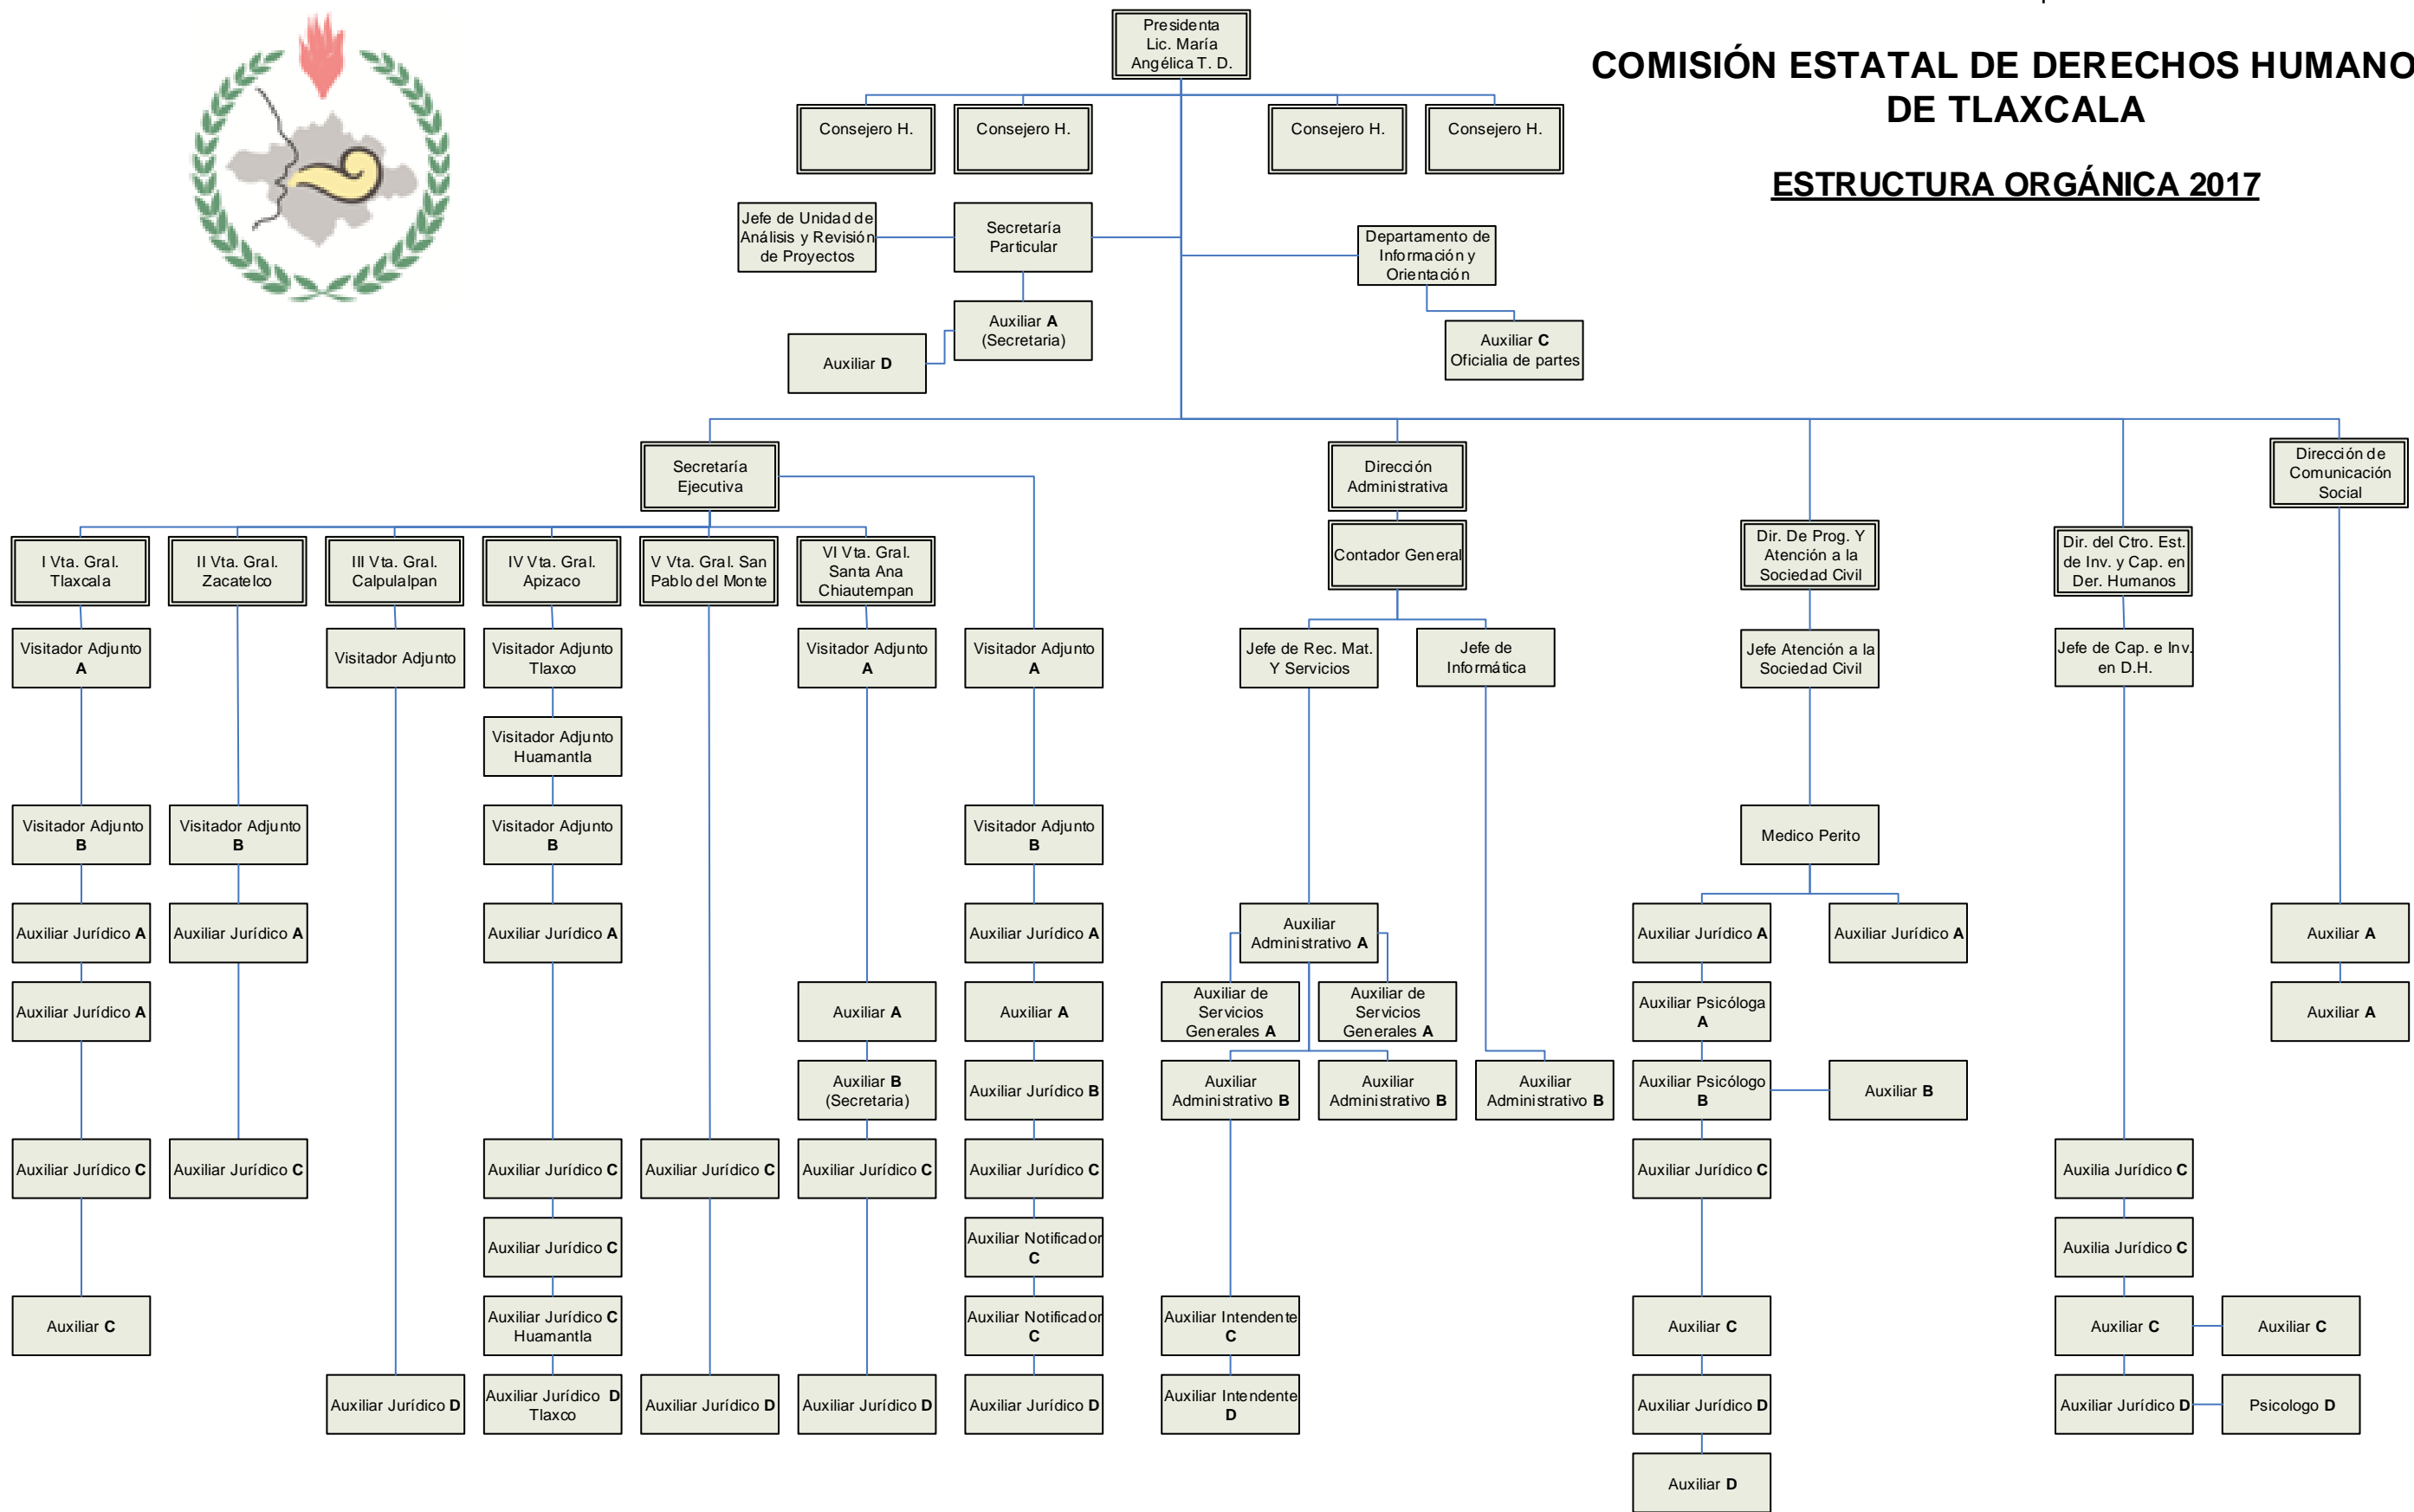 COMISIÓN ESTATAL DE DERECHOS HUMANO
DE TLAXCALA
ESTRUCTURA ORGÁNICA 2017
Presidenta
Lic. María
Angélica T. D.
Consejero H.
Consejero H.
Consejero H.
Consejero H.
Jefe de Unidad de
Análisis y Revisión
de Proyectos
Secretaría
Particular
Departamento de
Información y
Orientación
Auxiliar A
(Secretaria)
Auxiliar D
Auxiliar C
Oficialia de partes
Secretaría
Ejecutiva
Dirección
Administrativa
Dirección de
Comunicación
Social
Contador General
Dir. De Prog. Y
Atención a la
Sociedad Civil
Dir. del Ctro. Est.
de Inv. y Cap. en
Der. Humanos
I Vta. Gral.
Tlaxcala
II Vta. Gral.
Zacatelco
III Vta. Gral.
Calpulalpan
IV Vta. Gral.
Apizaco
V Vta. Gral. San
Pablo del Monte
VI Vta. Gral.
Santa Ana
Chiautempan
Visitador Adjunto
A
Visitador Adjunto
Visitador Adjunto
Tlaxco
Visitador Adjunto
A
Visitador Adjunto
A
Jefe de Rec. Mat.
Y Servicios
Jefe de
Informática
Jefe Atención a la
Sociedad Civil
Jefe de Cap. e Inv.
en D.H.
Visitador Adjunto
Huamantla
Visitador Adjunto
B
Visitador Adjunto
B
Visitador Adjunto
B
Visitador Adjunto
B
Medico Perito
Auxiliar Jurídico A
Auxiliar Jurídico A
Auxiliar Jurídico A
Auxiliar Jurídico A
Auxiliar
Administrativo A
Auxiliar Jurídico A
Auxiliar Jurídico A
Auxiliar A
Auxiliar Jurídico A
Auxiliar A
Auxiliar A
Auxiliar de
Servicios
Generales A
Auxiliar de
Servicios
Generales A
Auxiliar Psicóloga
A
Auxiliar A
Auxiliar B
(Secretaria)
Auxiliar Jurídico B
Auxiliar
Administrativo B
Auxiliar
Administrativo B
Auxiliar
Administrativo B
Auxiliar Psicólogo
B
Auxiliar B
Auxiliar Jurídico C
Auxiliar Jurídico C
Auxiliar Jurídico C
Auxiliar Jurídico C
Auxiliar Jurídico C
Auxiliar Jurídico C
Auxiliar Jurídico C
Auxilia Jurídico C
Auxiliar Jurídico C
Auxiliar Notificador
C
Auxilia Jurídico C
Auxiliar C
Auxiliar Jurídico C
Huamantla
Auxiliar Notificador
C
Auxiliar Intendente
C
Auxiliar C
Auxiliar C
Auxiliar C
Auxiliar Jurídico D
Auxiliar Jurídico D
Tlaxco
Auxiliar Jurídico D
Auxiliar Jurídico D
Auxiliar Jurídico D
Auxiliar Intendente
D
Auxiliar Jurídico D
Auxiliar Jurídico D
Psicologo D
Auxiliar D